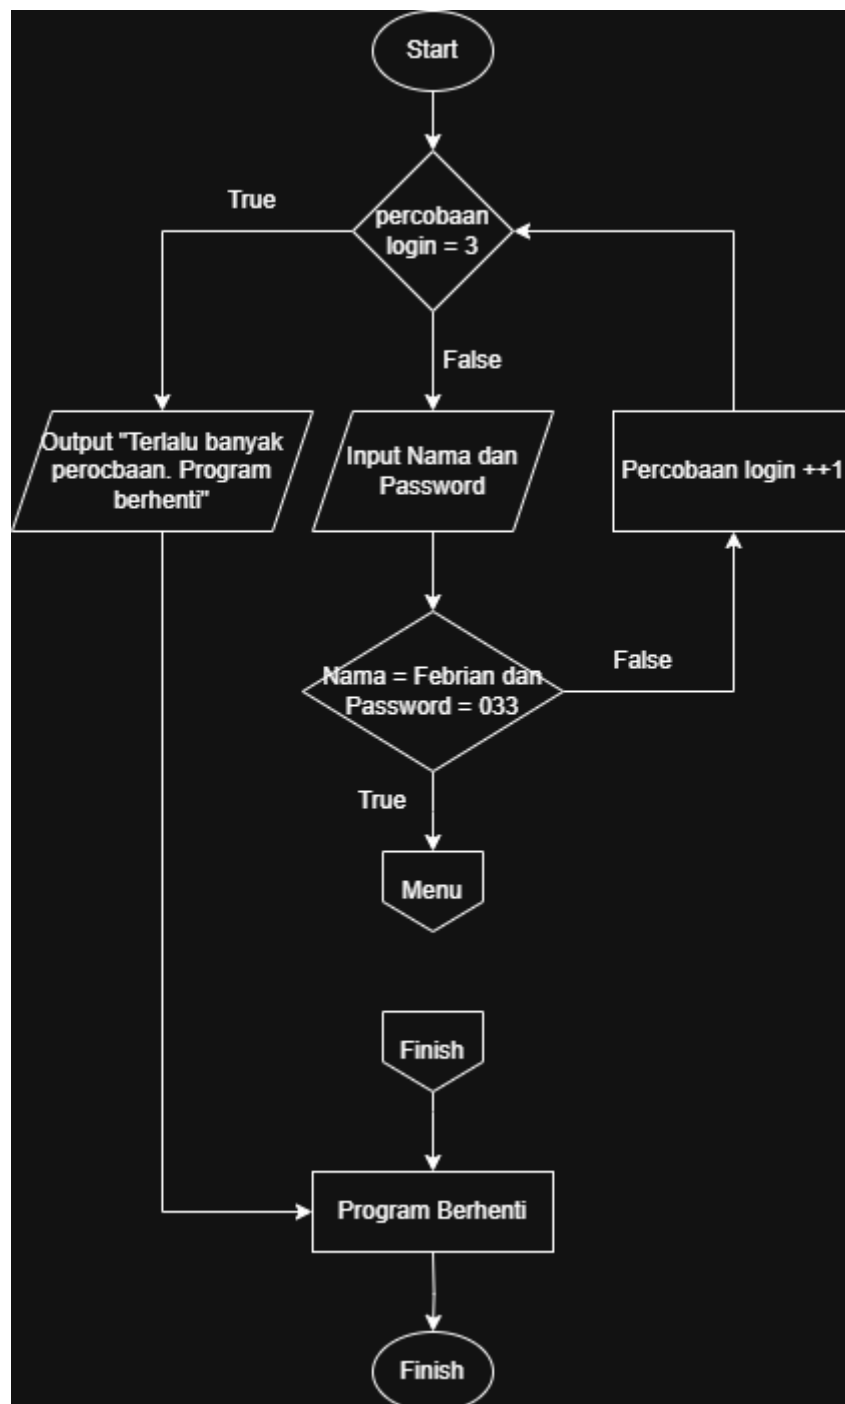 Start
True
percobaan
login = 3
False
Output "Terlalu banyak
perocbaan. Program
berhenti"
Input Nama dan
Password
Percobaan login ++1
Nama = Febrian dan
Password = 033
False
True
Menu
Finish
Program Berhenti
Finish